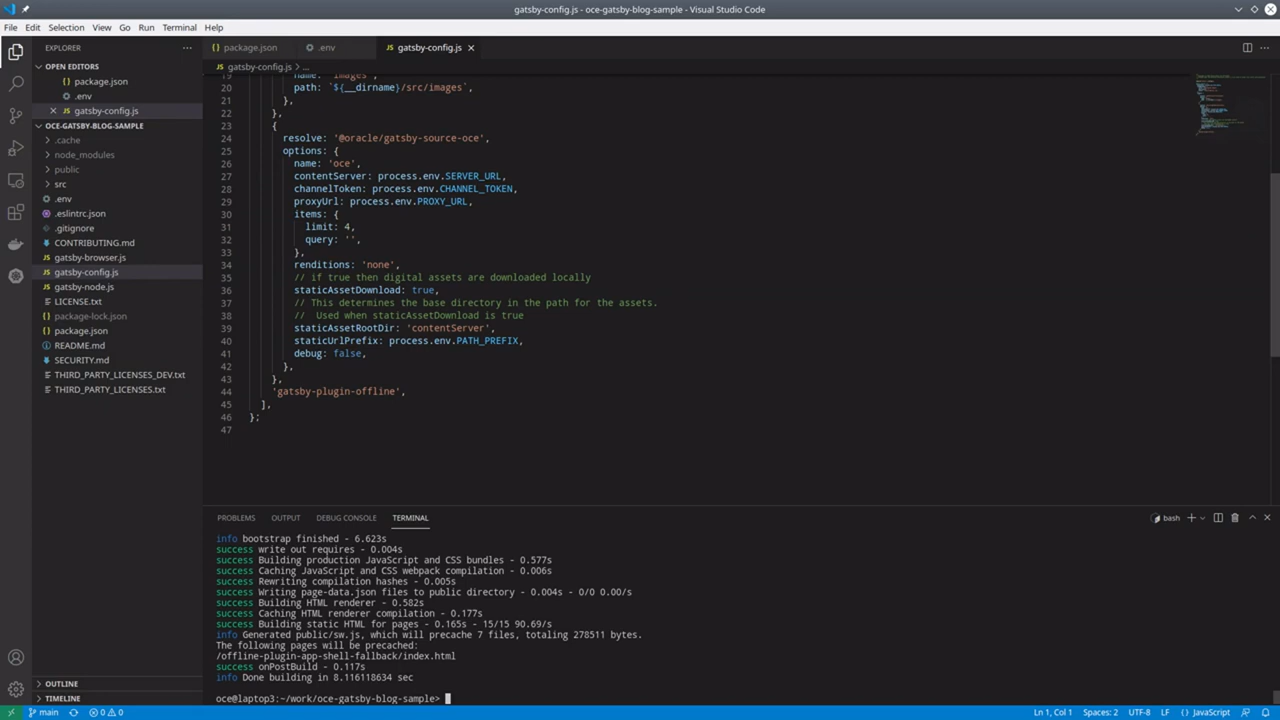 gatsby-config.js - oce-gatsby-blog-sample - Visual Studio Code
File Edit Selection View Go Run Terminal Help
EXPLORER
OPEN EDITORS
package.json
.env
gatsby-config.js
OCE-GATSBY-BLOG-SAMPLE
.cache
node_modules
public
src
.env
.eslintrc.json
.gitignore
CONTRIBUTING.md
gatsby-browser.js
gatsby-config.js
gatsby-node.js
LICENSE.txt
package-lock.json
package.json
README.md
SECURITY.md
THIRD_PARTY_LICENSES_DEV.txt
THIRD_PARTY_LICENSES.txt
OUTLINE
TIMELINE
package.json .env gatsby-config.js
gatsby-config.js > ...
19 name: 'images',
20 path: `${__dirname}/src/images`,
21 },
22 },
23 {
24 resolve: '@oracle/gatsby-source-oce',
25 options: {
26 name: 'oce',
27 contentServer: process.env.SERVER_URL,
28 channelToken: process.env.CHANNEL_TOKEN,
29 proxyUrl: process.env.PROXY_URL,
30 items: {
31 limit: 4,
32 query: '',
33 },
34 renditions: 'none',
35 // if true then digital assets are downloaded locally
36 staticAssetDownload: true,
37 // This determines the base directory in the path for the assets.
38 // Used when staticAssetDownload is true
39 staticAssetRootDir: 'contentServer',
40 staticUrlPrefix: process.env.PATH_PREFIX,
41 debug: false,
42 },
43 },
44 'gatsby-plugin-offline',
45 ],
46 };
47
PROBLEMS OUTPUT DEBUG CONSOLE TERMINAL bash
info bootstrap finished - 6.623s
success write out requires - 0.004s
success Building production JavaScript and CSS bundles - 0.577s
success Caching JavaScript and CSS webpack compilation - 0.006s
success Rewriting compilation hashes - 0.005s
success Writing page-data.json files to public directory - 0.004s - 0/0 0.00/s
success Building HTML renderer - 0.582s
success Caching HTML renderer compilation - 0.177s
success Building static HTML for pages - 0.165s - 15/15 90.69/s
info Generated public/sw.js, which will precache 7 files, totaling 278511 bytes.
The following pages will be precached:
/offline-plugin-app-shell-fallback/index.html
success onPostBuild - 0.117s
info Done building in 8.116118634 sec
oce@laptop3:~/work/oce-gatsby-blog-sample>
main 0 0 Ln 1, Col 1 Spaces: 2 UTF-8 LF {} JavaScript